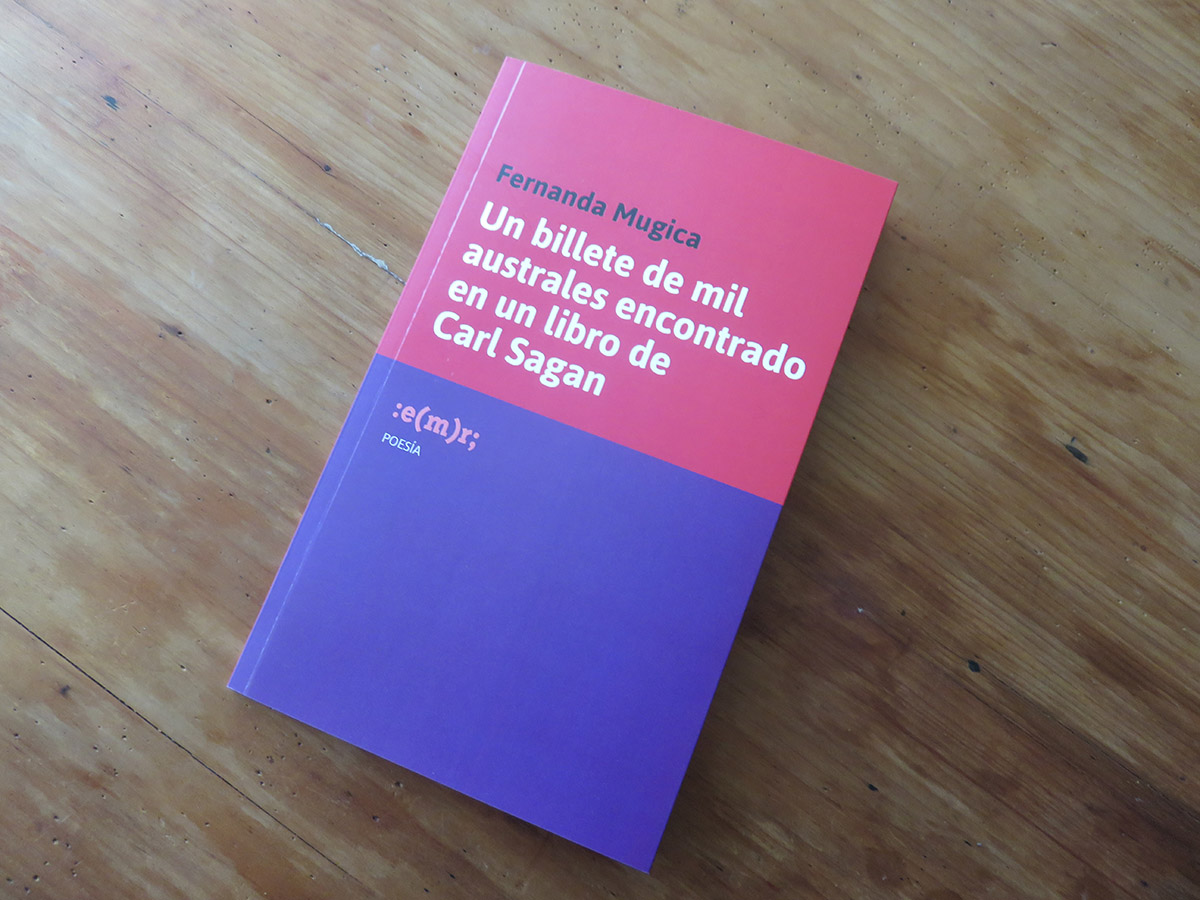 Fernanda Mugica
Un billete de mil
australes encontrado
en un libro de
Carl Sagan
:e(m)r;
POESÍA